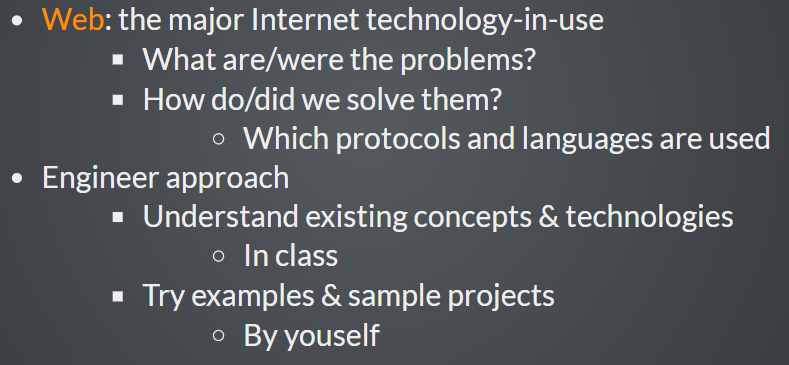 Web: the major Internet technology-in-use
What are/were the problems?
How do/did we solve them?
Which protocols and languages are used
Engineer approach
Understand existing concepts & technologies
In class
Try examples & sample projects
By youself